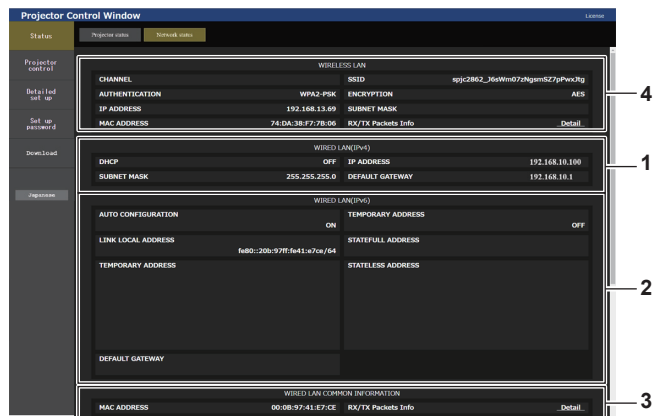 Projector Control Window
License
Status
Projector status
Network status
Projector control
Detailed set up
Set up password
Download
Japanese
WIRELESS LAN
CHANNEL
SSID spjc2862_J6sWm07zNgsmSZ7pPwxJtg
AUTHENTICATION WPA2-PSK
ENCRYPTION AES
IP ADDRESS 192.168.13.69
SUBNET MASK
MAC ADDRESS 74:DA:38:F7:7B:06
RX/TX Packets Info Detail
4
WIRED LAN(IPv4)
DHCP OFF
IP ADDRESS 192.168.10.100
SUBNET MASK 255.255.255.0
DEFAULT GATEWAY 192.168.10.1
1
WIRED LAN(IPv6)
AUTO CONFIGURATION ON
TEMPORARY ADDRESS OFF
LINK LOCAL ADDRESS fe80::20b:97ff:fe41:e7ce/64
STATEFULL ADDRESS
TEMPORARY ADDRESS
STATELESS ADDRESS
DEFAULT GATEWAY
2
WIRED LAN COMMON INFORMATION
MAC ADDRESS 00:0B:97:41:E7:CE
RX/TX Packets Info Detail
3